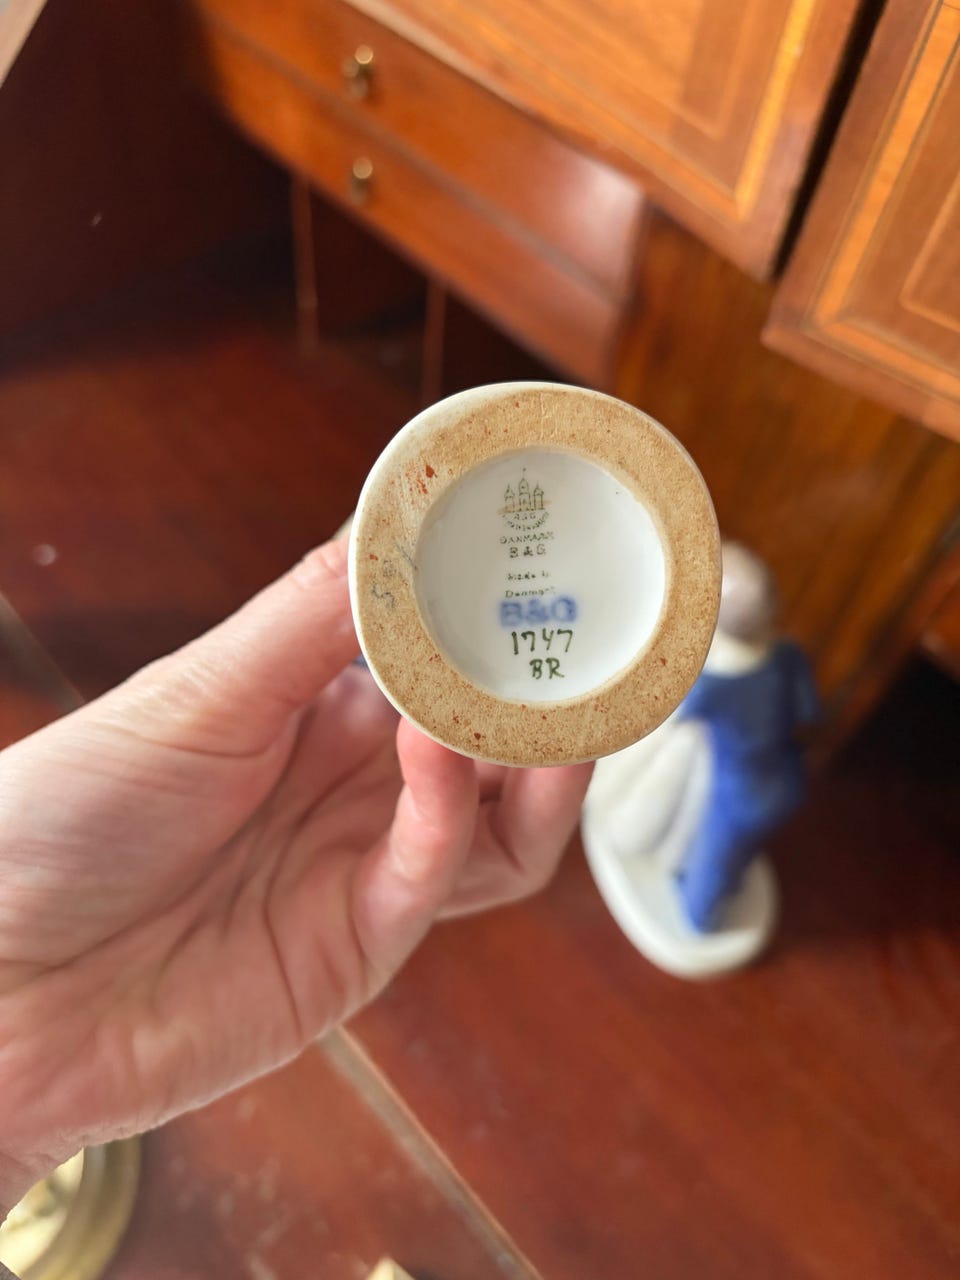 DANMARK
B & G
Made in
Denmark
B&G
1747
BR